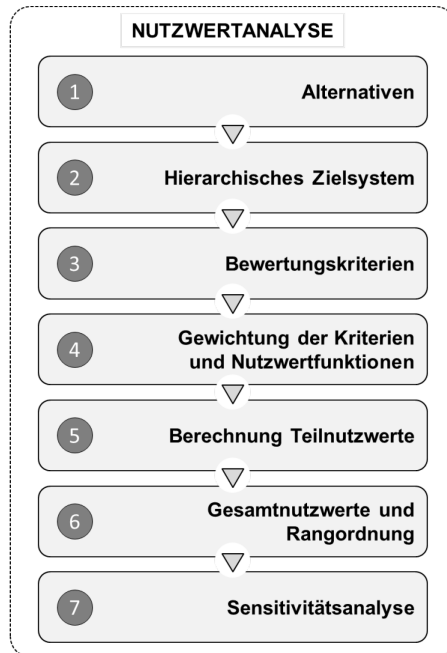 NUTZWERTANALYSE
1
Alternativen
2
Hierarchisches Zielsystem
3
Bewertungskriterien
4
Gewichtung der Kriterien
und Nutzwertfunktionen
5
Berechnung Teilnutzwerte
6
Gesamtnutzwerte und
Rangordnung
7
Sensitivitätsanalyse